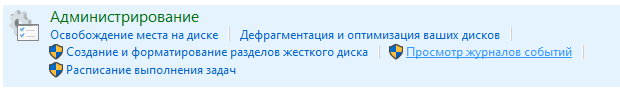 Администрирование
Освобождение места на диске Дефрагментация и оптимизация ваших дисков
Создание и форматирование разделов жесткого диска Просмотр журналов событий
Расписание выполнения задач